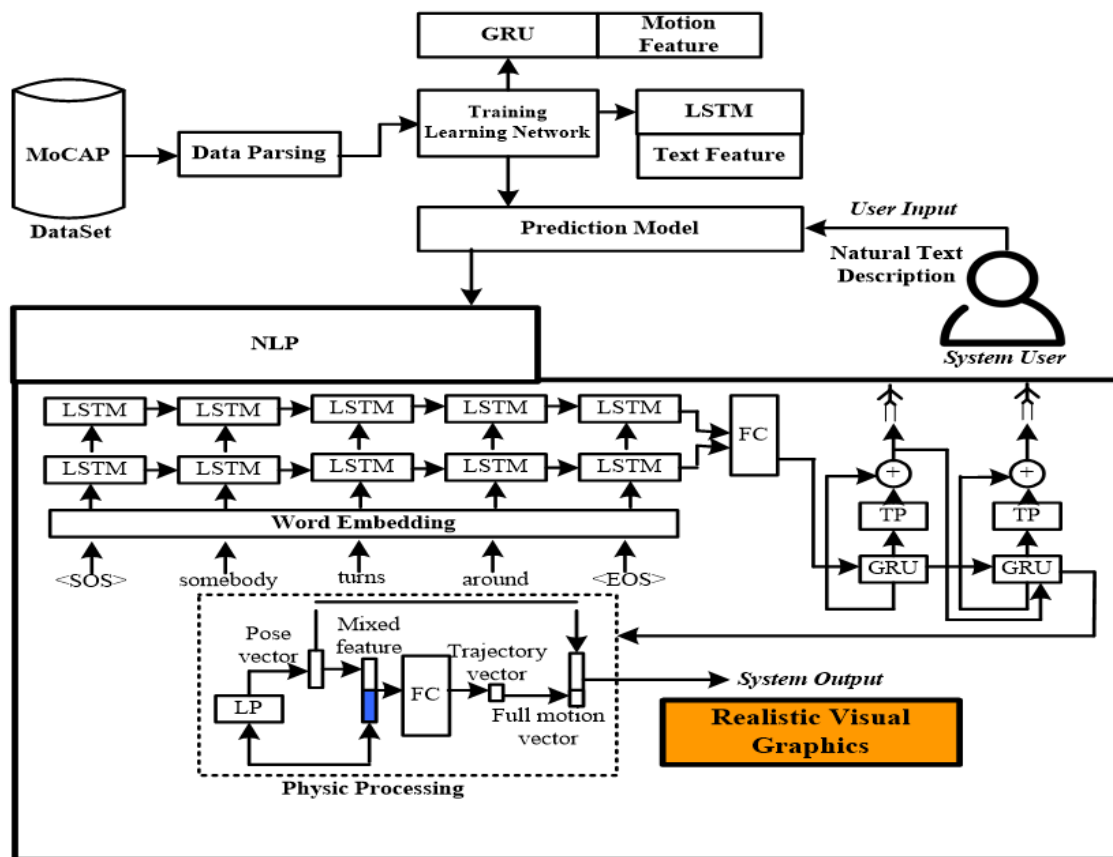 GRU
Motion
Feature
MoCAP
DataSet
Data Parsing
Training
Learning Network
LSTM
Text Feature
Prediction Model
User Input
Natural Text
Description
System User
NLP
LSTM LSTM LSTM LSTM LSTM
FC
LSTM LSTM LSTM LSTM LSTM
+ +
TP TP
Word Embedding
GRU GRU
<SOS> somebody turns around <EOS>
Pose
vector
Mixed
feature
LP
FC
Trajectory
vector
Full motion
vector
System Output
Realistic Visual
Graphics
Physic Processing